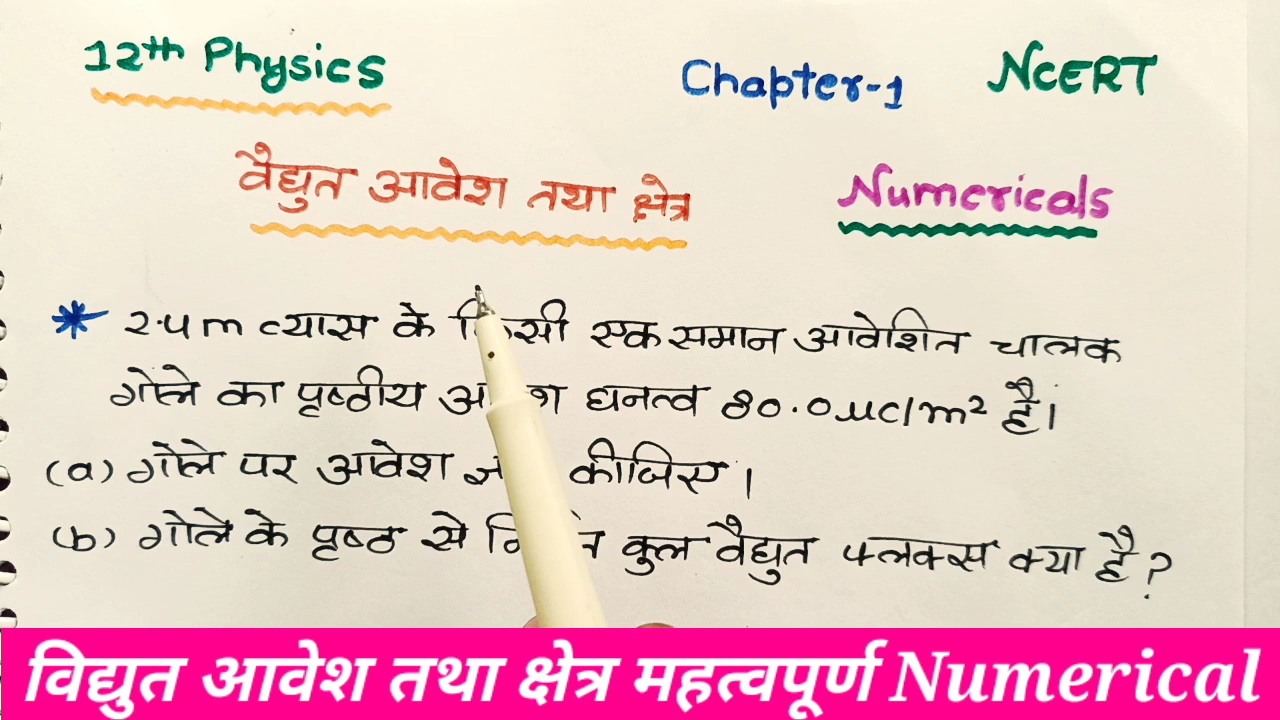 12th Physics
Chapter-1
NCERT
वैद्युत आवेश तथा क्षेत्र
Numericals
* 2.4 m व्यास के किसी एकसमान आवेशित चालक
गोले का पृष्ठीय घनत्व 80.0 μC/m² है।
(a) गोले पर आवेश कीजिए।
(b) गोले के पृष्ठ से कुल वैद्युत फ्लक्स क्या है?
विद्युत आवेश तथा क्षेत्र महत्वपूर्ण Numerical